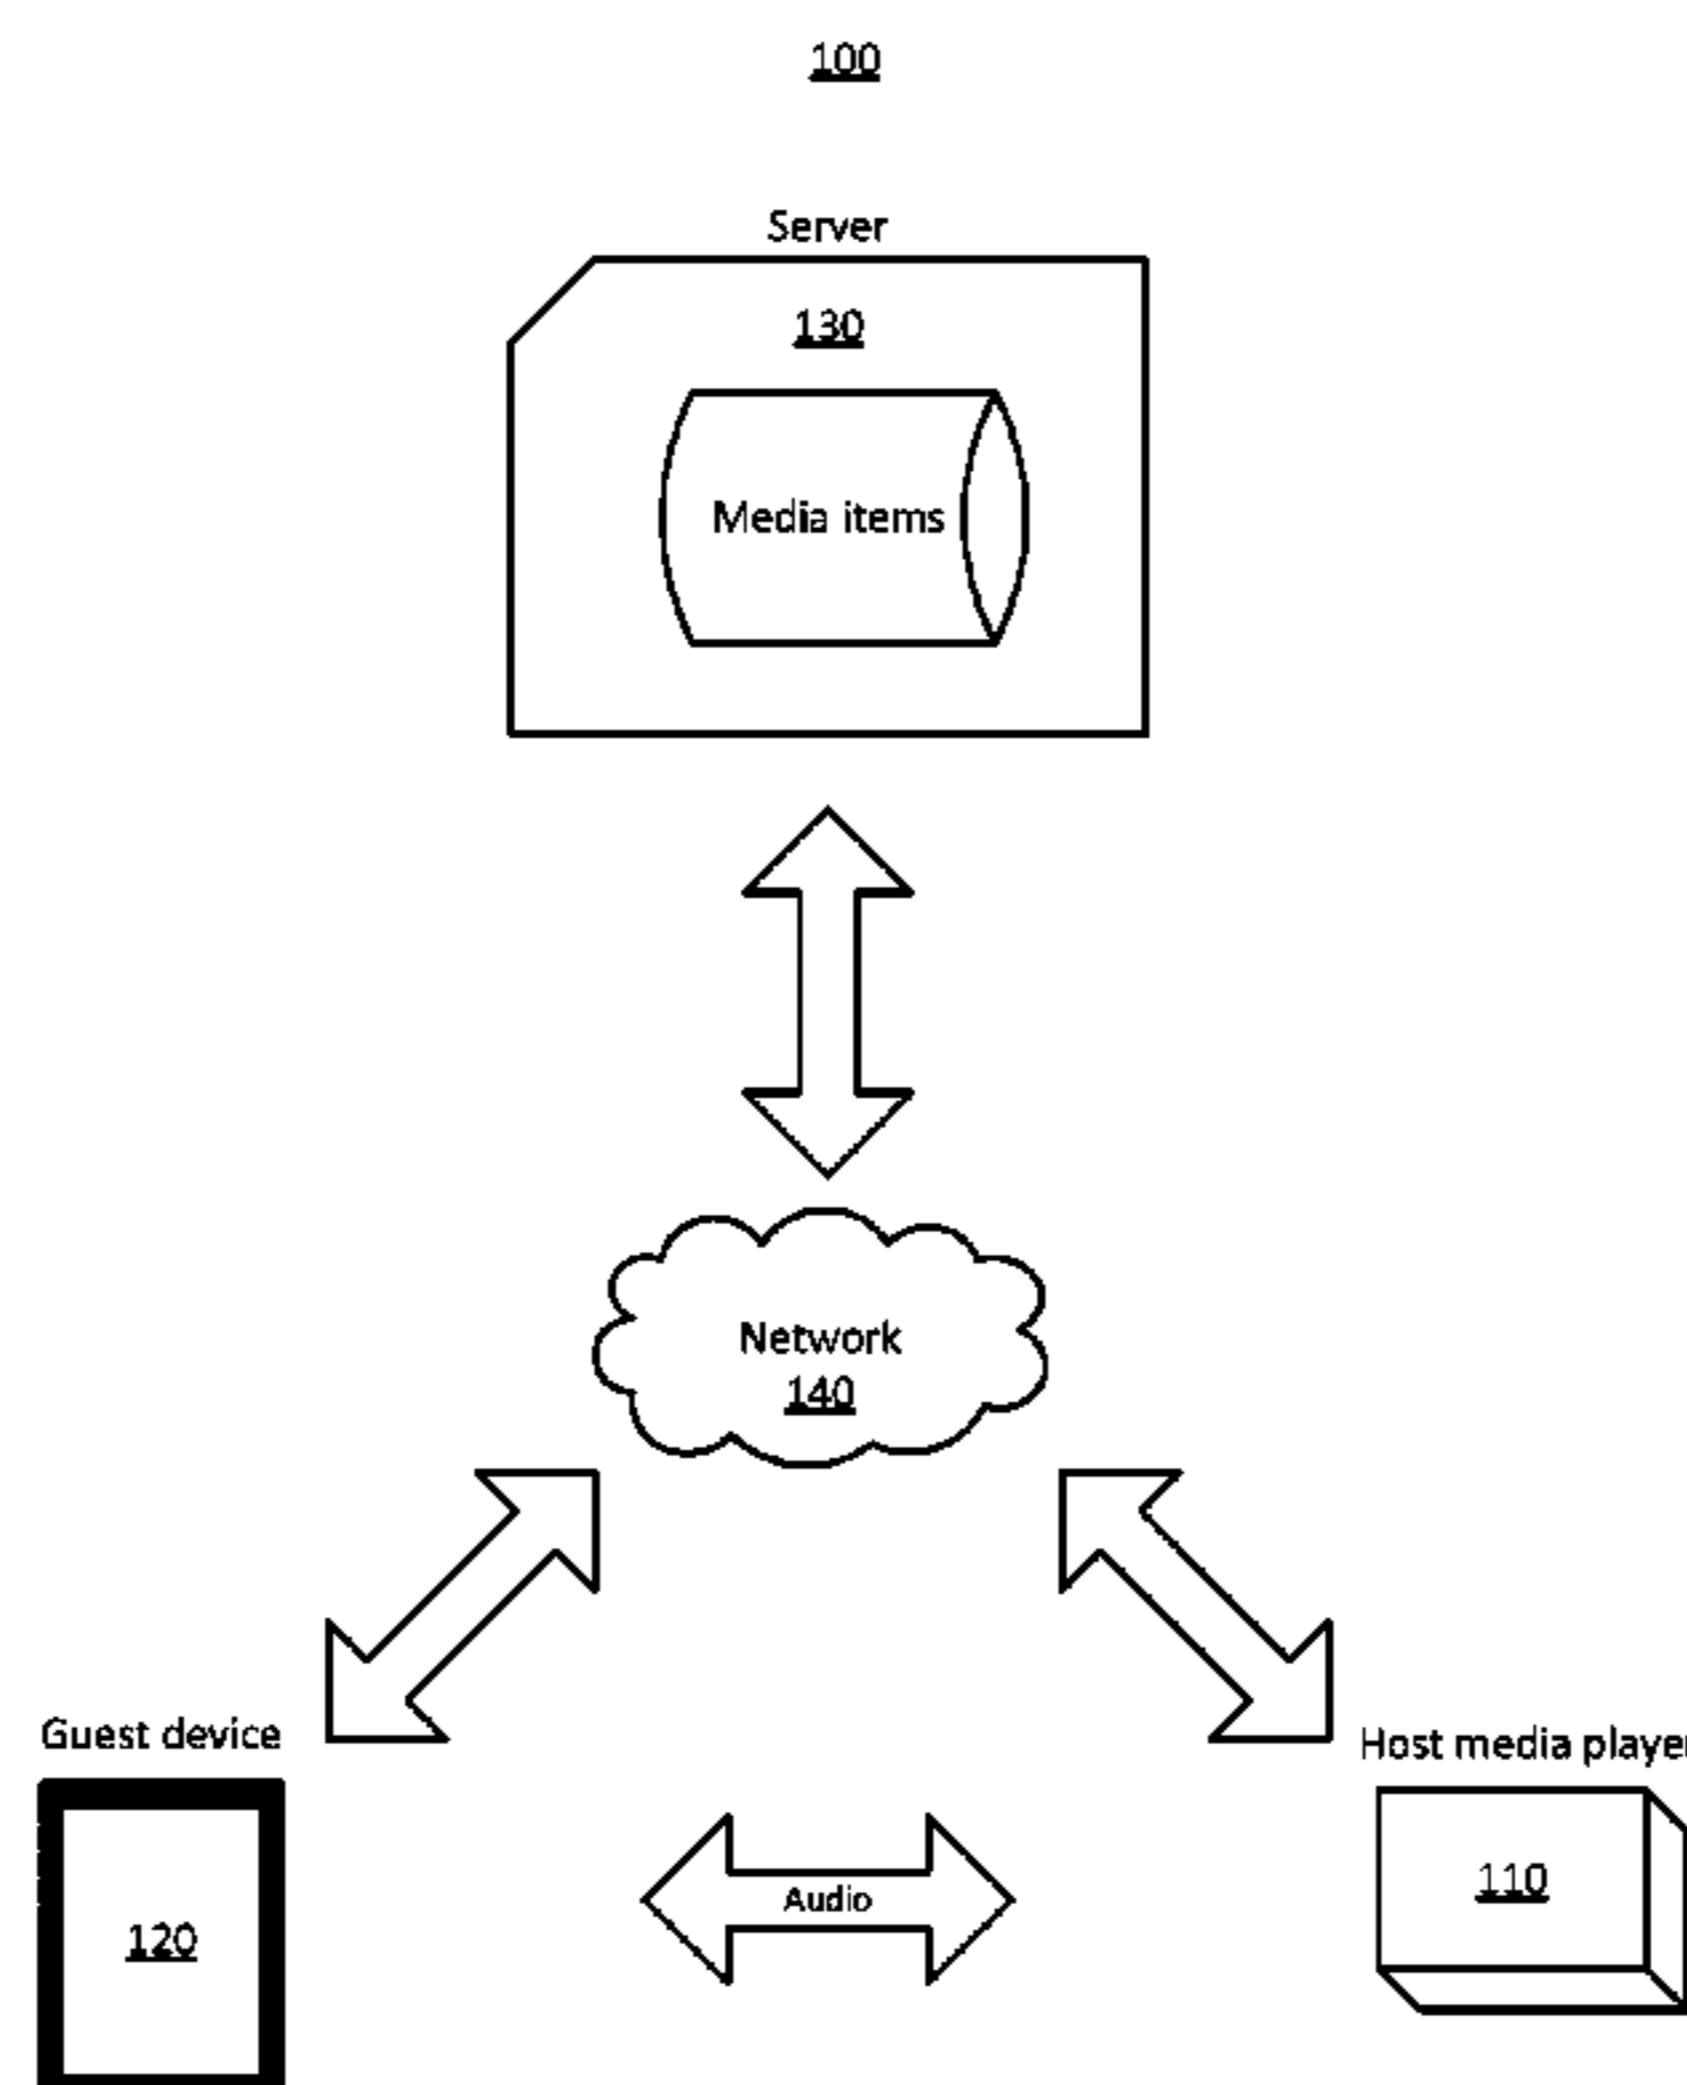 100
Server
130
Media items
Network
140
Guest device
Host media player
Audio
110
120